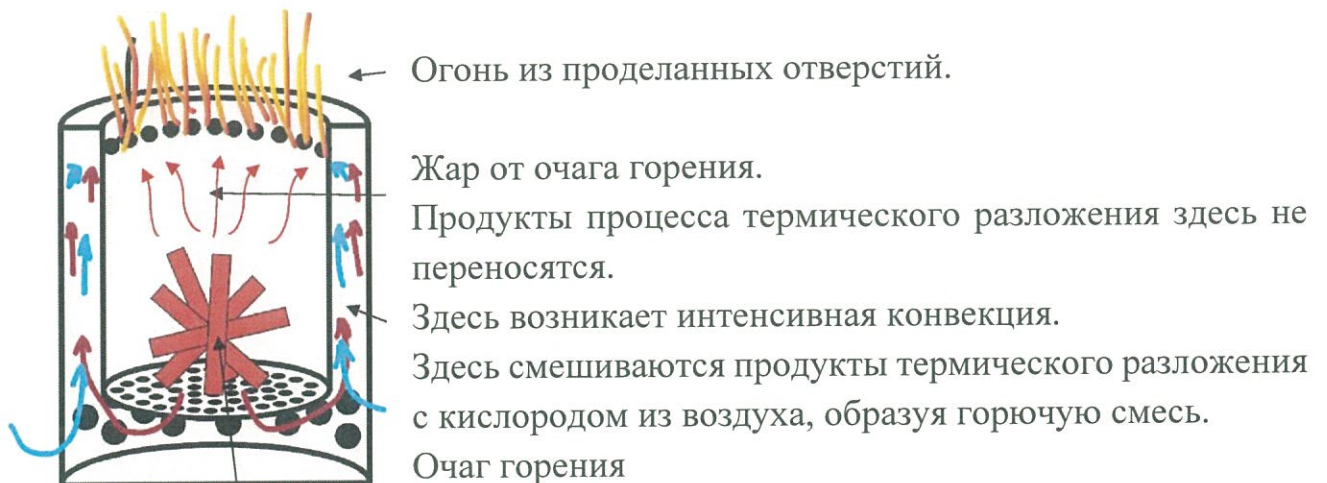 Огонь из проделанных отверстий.
Жар от очага горения.
Продукты процесса термического разложения здесь не
переносятся.
Здесь возникает интенсивная конвекция.
Здесь смешиваются продукты термического разложения
с кислородом из воздуха, образуя горючую смесь.
Очаг горения